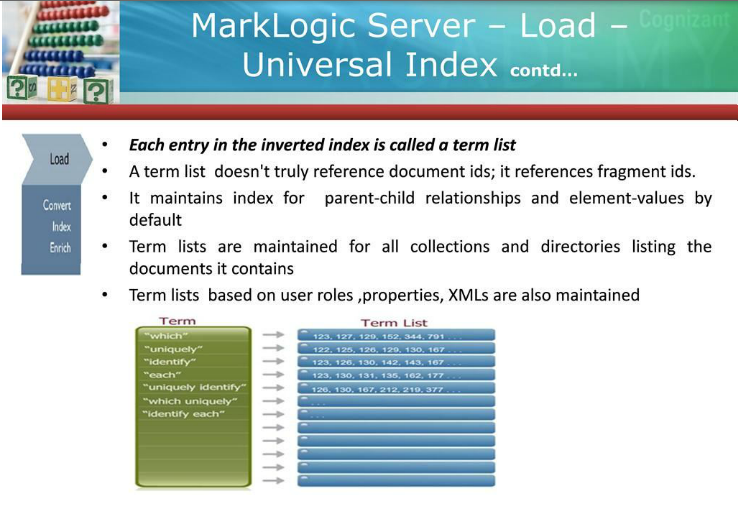 MarkLogic Server – Load –
Universal Index contd...
Cognizant
Load
Convert
Index
Enrich
• Each entry in the inverted index is called a term list
• A term list doesn't truly reference document ids; it references fragment ids.
• It maintains index for parent-child relationships and element-values by
default
• Term lists are maintained for all collections and directories listing the
documents it contains
• Term lists based on user roles ,properties, XMLs are also maintained
Term Term List
"which" 123, 127, 129, 152, 344, 791 . . .
"uniquely" 122, 125, 126, 129, 130, 167 . . .
"identify" 123, 126, 130, 142, 143, 167 . . .
"each" 123, 130, 131, 135, 162, 177 . . .
"uniquely identify" 126, 130, 167, 212, 219, 377 . . .
"which uniquely" . . .
"identify each" . . .